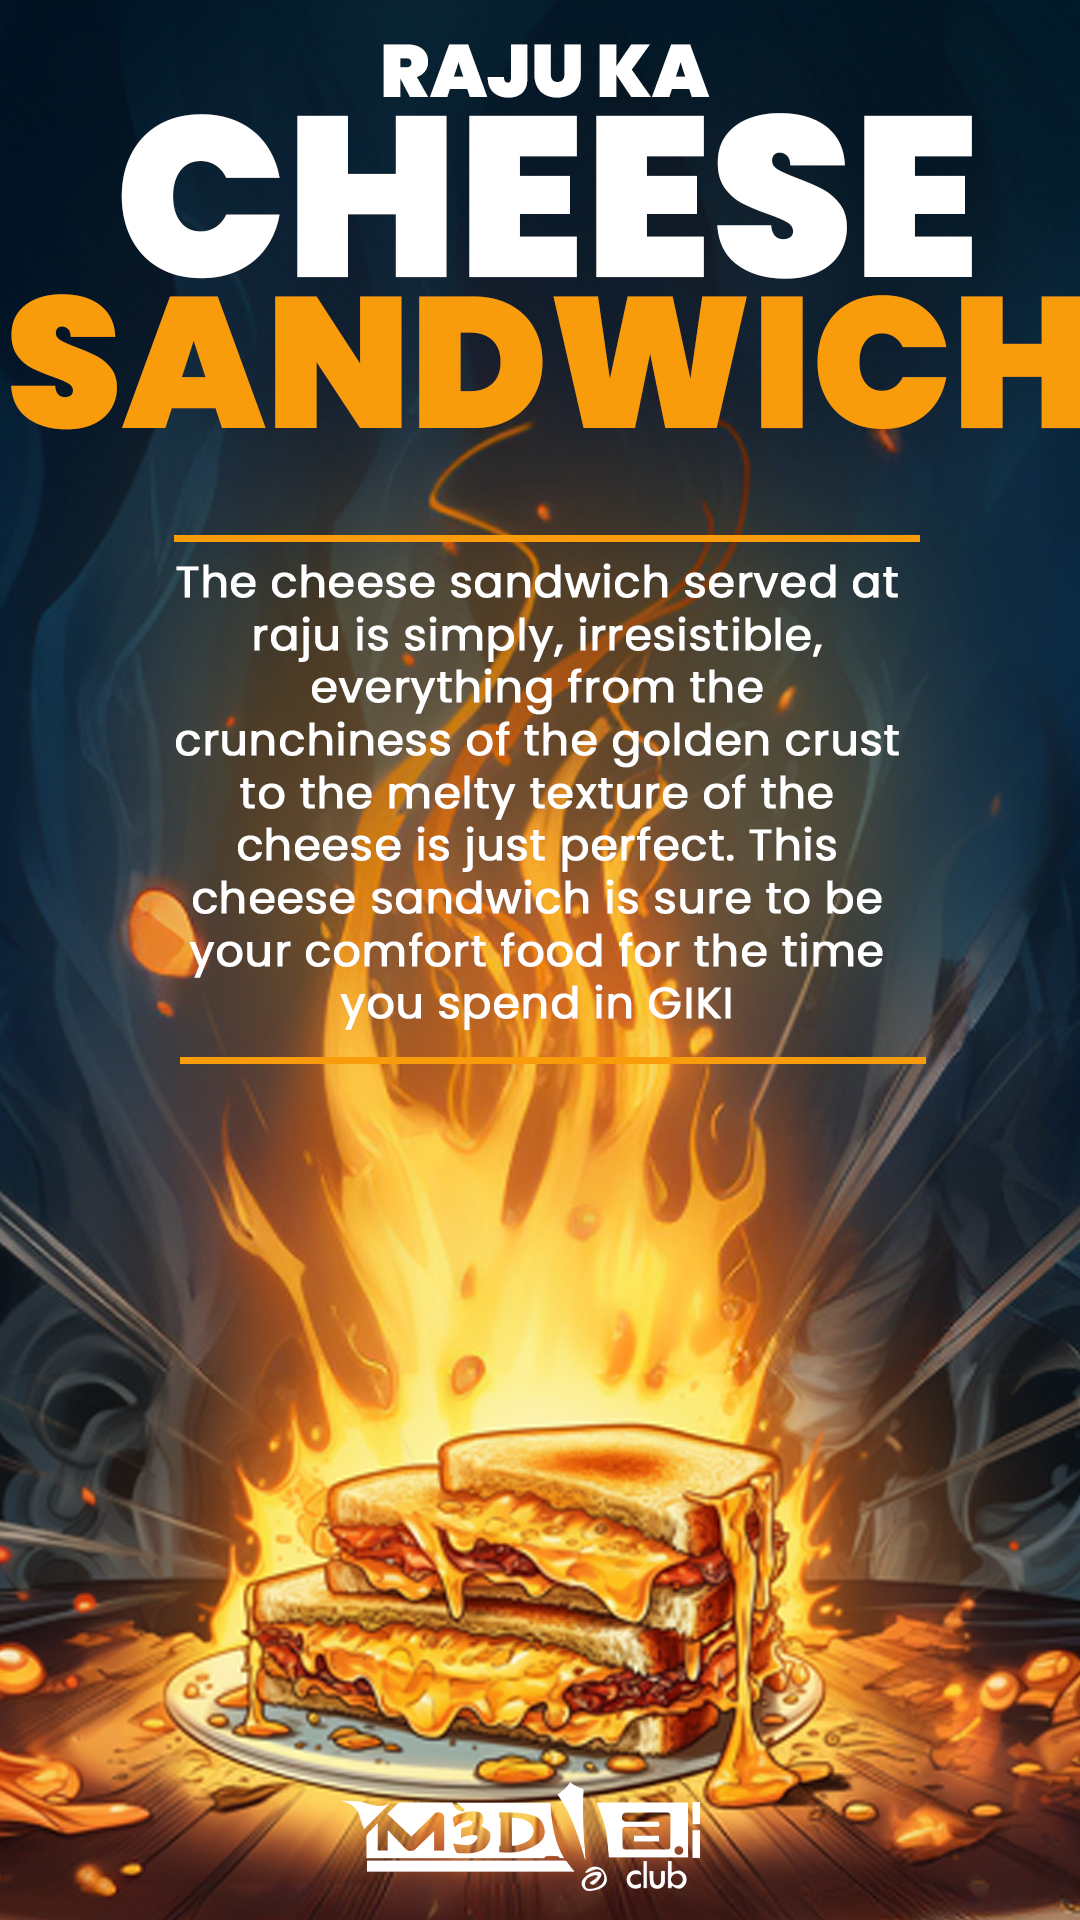 RAJU KA
CHEESE
SANDWICH
The cheese sandwich served at
raju is simply, irresistible,
everything from the
crunchiness of the golden crust
to the melty texture of the
cheese is just perfect. This
cheese sandwich is sure to be
your comfort food for the time
you spend in GIKI
M3D!a.i
club